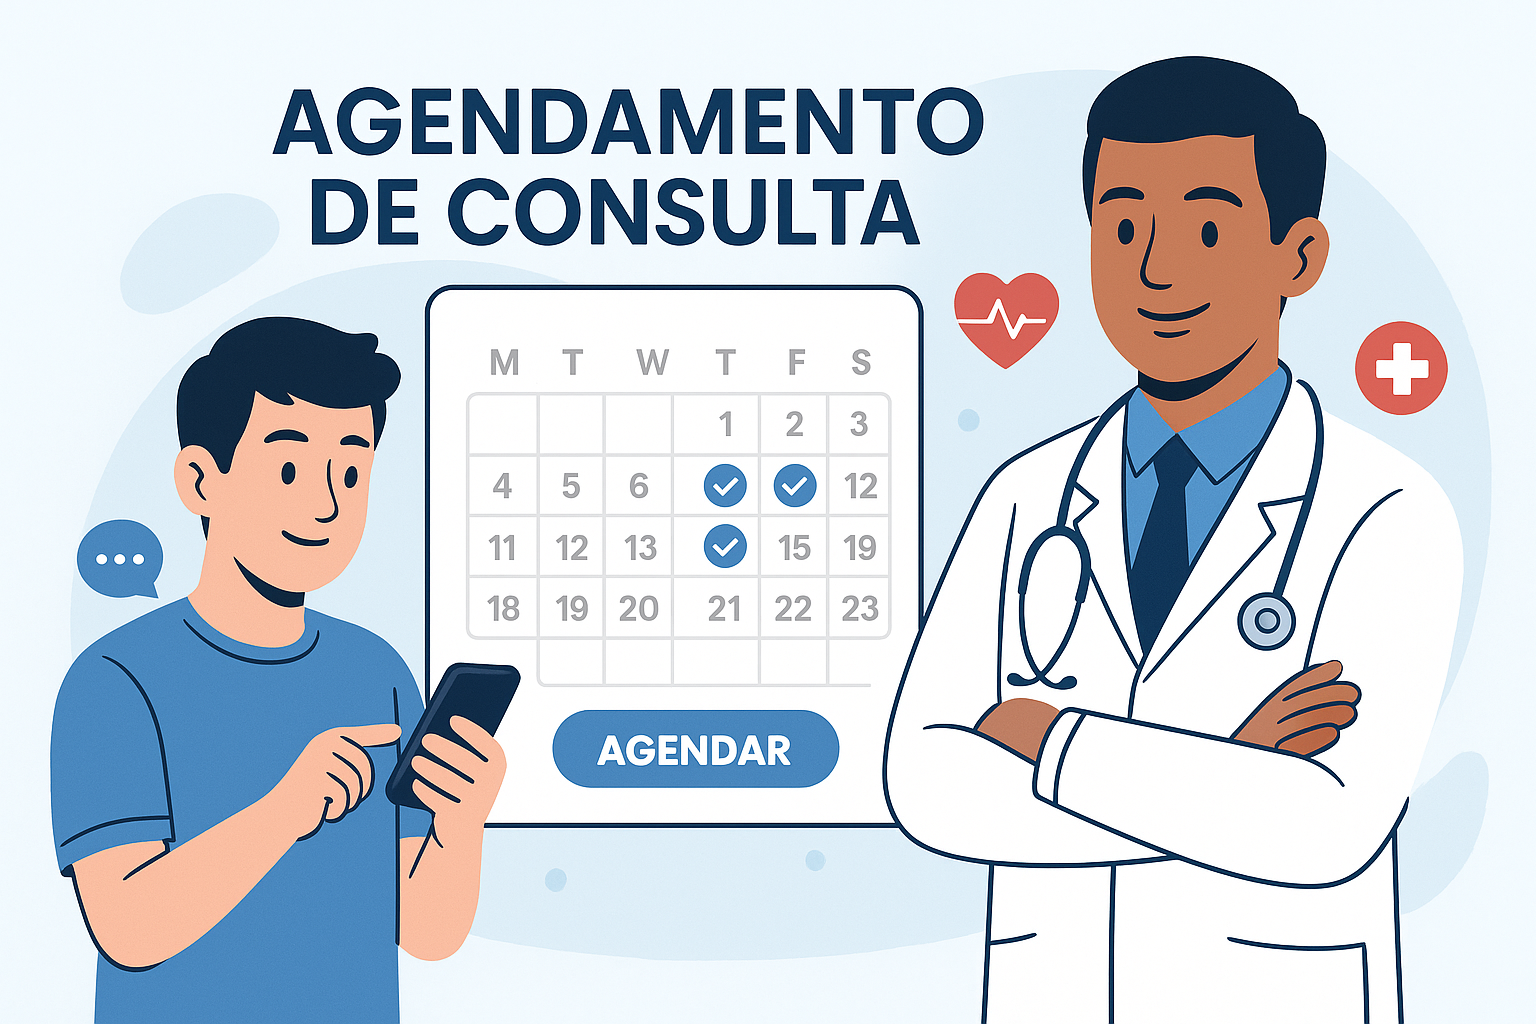 AGENDAMENTO
DE CONSULTA
M T W T F S
1 2 3
4 5 6 12
11 12 13 15 19
18 19 20 21 22 23
AGENDAR